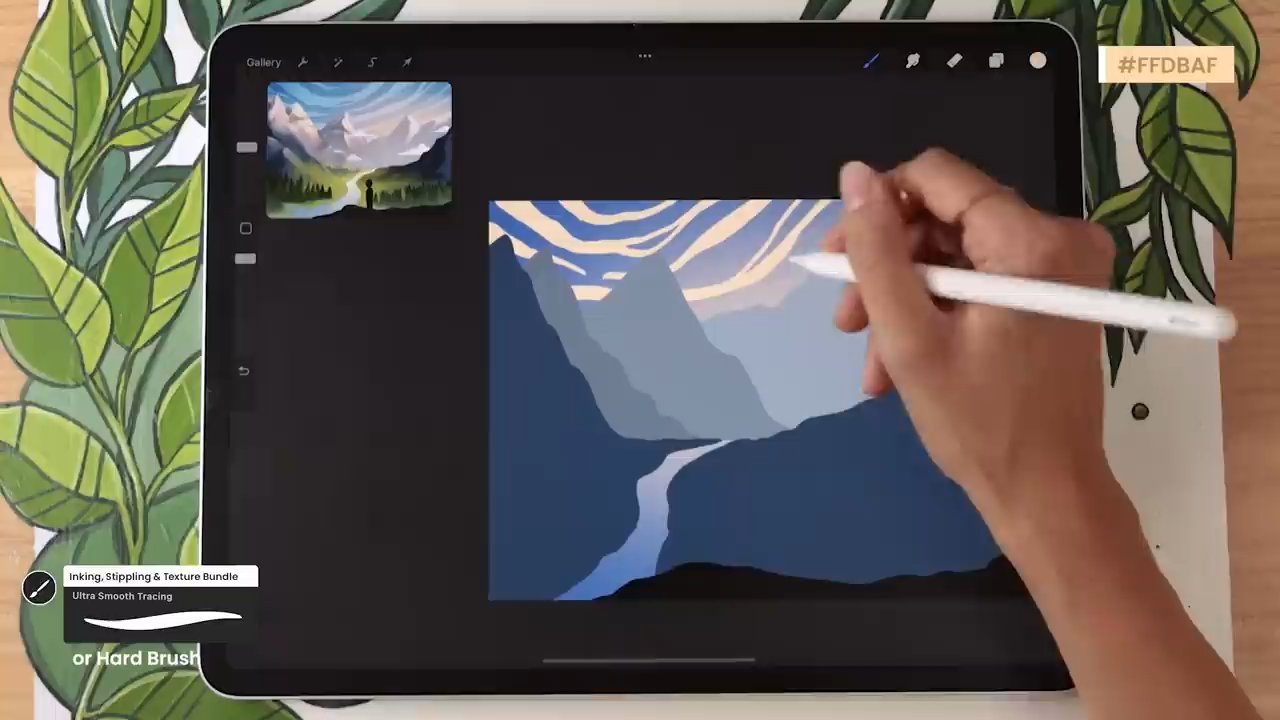 Gallery
#FFDBAF
Inking, Stippling & Texture Bundle
Ultra Smooth Tracing
or Hard Brush